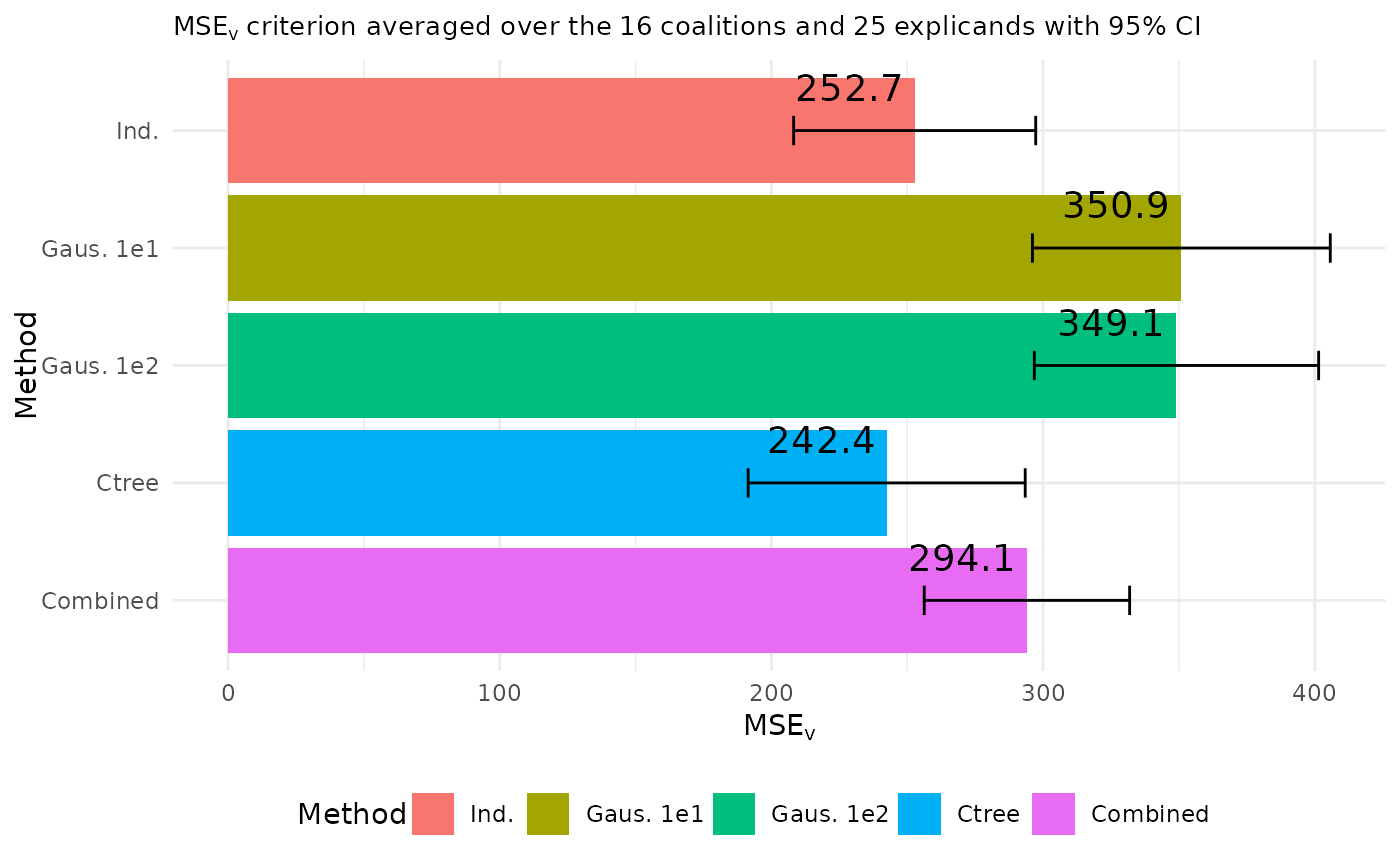 MSEv criterion averaged over the 16 coalitions and 25 explicands with 95% CI
Method
Ind.
252.7
Gaus. 1e1
350.9
Gaus. 1e2
349.1
Ctree
242.4
Combined
294.1
0 100 200 300 400
MSEv
Method Ind. Gaus. 1e1 Gaus. 1e2 Ctree Combined